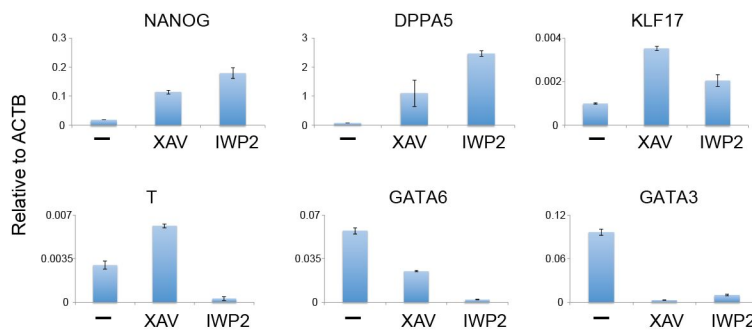 NANOG
DPPA5
KLF17
0.3
0.2
0.1
0
3
2
1
0
0.004
0.002
0
– XAV IWP2
– XAV IWP2
– XAV IWP2
Relative to ACTB
T
GATA6
GATA3
0.007
0.0035
0
0.07
0.035
0
0.12
0.06
0
– XAV IWP2
– XAV IWP2
– XAV IWP2